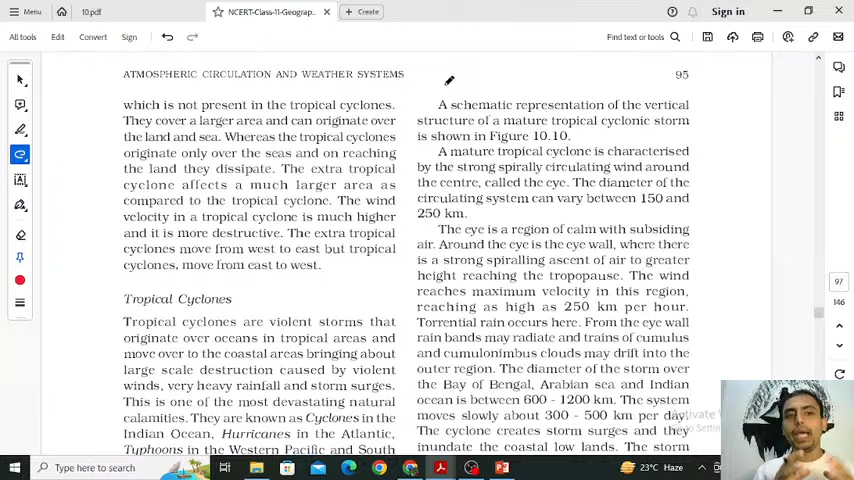 Menu
10.pdf
NCERT-Class-11-Geograp...
+ Create
Sign in
All tools
Edit
Convert
Sign
Find text or tools
ATMOSPHERIC CIRCULATION AND WEATHER SYSTEMS
95
which is not present in the tropical cyclones.
They cover a larger area and can originate over
the land and sea. Whereas the tropical cyclones
originate only over the seas and on reaching
the land they dissipate. The extra tropical
cyclone affects a much larger area as
compared to the tropical cyclone. The wind
velocity in a tropical cyclone is much higher
and it is more destructive. The extra tropical
cyclones move from west to east but tropical
cyclones, move from east to west.
Tropical Cyclones
Tropical cyclones are violent storms that
originate over oceans in tropical areas and
move over to the coastal areas bringing about
large scale destruction caused by violent
winds, very heavy rainfall and storm surges.
This is one of the most devastating natural
calamities. They are known as Cyclones in the
Indian Ocean, Hurricanes in the Atlantic,
Typhoons in the Western Pacific and South
A schematic representation of the vertical
structure of a mature tropical cyclonic storm
is shown in Figure 10.10.
A mature tropical cyclone is characterised
by the strong spirally circulating wind around
the centre, called the eye. The diameter of the
circulating system can vary between 150 and
250 km.
The eye is a region of calm with subsiding
air. Around the eye is the eye wall, where there
is a strong spiralling ascent of air to greater
height reaching the tropopause. The wind
reaches maximum velocity in this region,
reaching as high as 250 km per hour.
Torrential rain occurs here. From the eye wall
rain bands may radiate and trains of cumulus
and cumulonimbus clouds may drift into the
outer region. The diameter of the storm over
the Bay of Bengal, Arabian sea and Indian
ocean is between 600 - 1200 km. The system
moves slowly about 300 - 500 km per day.
The cyclone creates storm surges and they
inundate the coastal low lands. The storm
97
146
Activate
Type here to search
23°C Haze